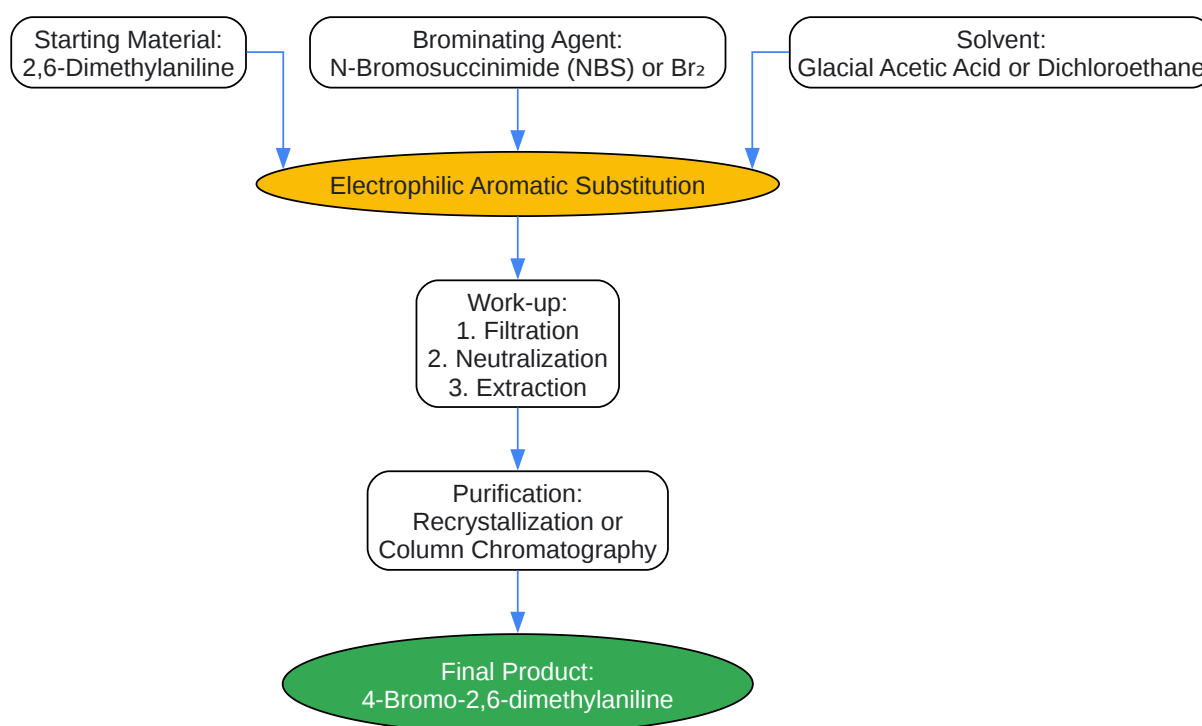 Starting Material:
2,6-Dimethylaniline
Brominating Agent:
N-Bromosuccinimide (NBS) or Br₂
Solvent:
Glacial Acetic Acid or Dichloroethane
Electrophilic Aromatic Substitution
Work-up:
1. Filtration
2. Neutralization
3. Extraction
Purification:
Recrystallization or
Column Chromatography
Final Product:
4-Bromo-2,6-dimethylaniline